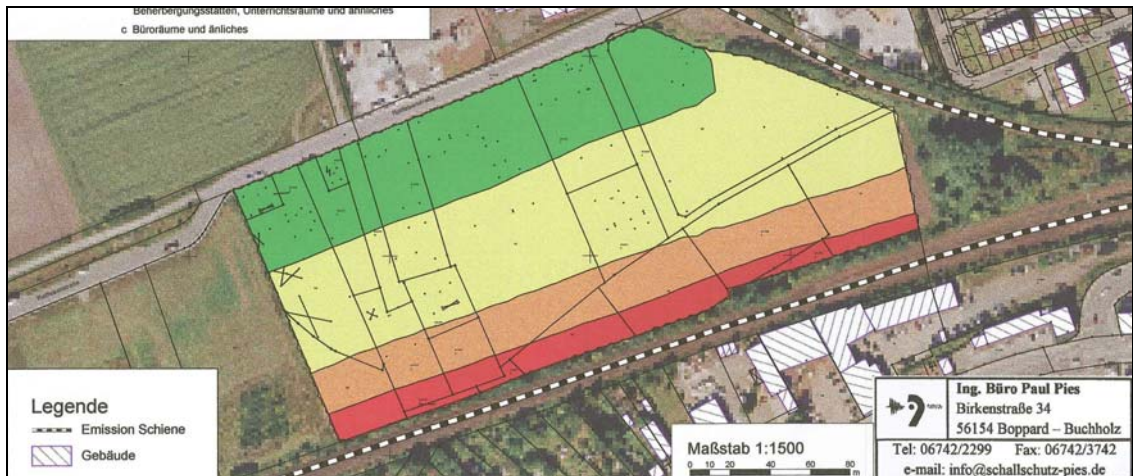 Beherbergungsstätten, Unterrichtsräume und ähnliches
c Büroräume und änliches
Legende
Emission Schiene
Gebäude
Maßstab 1:1500
0 10 20 40 60 80
m
Ing. Büro Paul Pies
Birkenstraße 34
56154 Boppard – Buchholz
Tel: 06742/2299 Fax: 06742/3742
e-mail: info@schallschutz-pies.de